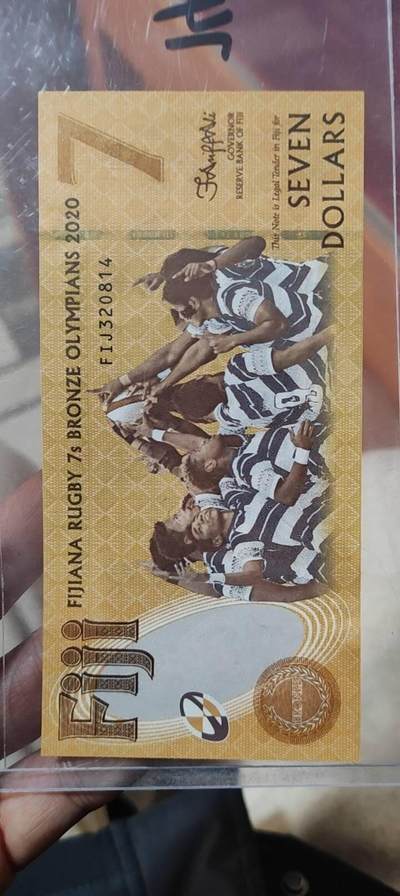 FIJIANA RUGBY 7s BRONZE OLYMPIANS 2020
7
Fiji
FIJ320814
GOVERNOR
RESERVE BANK OF FIJI
This Note is Legal Tender in Fiji for
SEVEN
DOLLARS